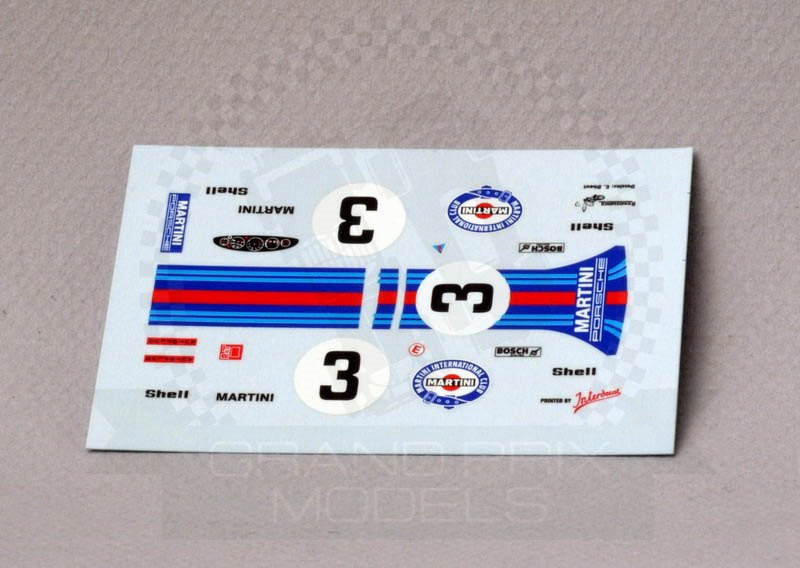 Shell
MARTINI
MARTINI
PORSCHE
3
MARTINI INTERNATIONAL CLUB
MARTINI
Renaissance
Shell
BOSCH
3
MARTINI
PORSCHE
3
E
BOSCH
Shell
MARTINI INTERNATIONAL CLUB
MARTINI
Shell
MARTINI
PRINTED BY Interdecal
GRAND PRIX
MODELS